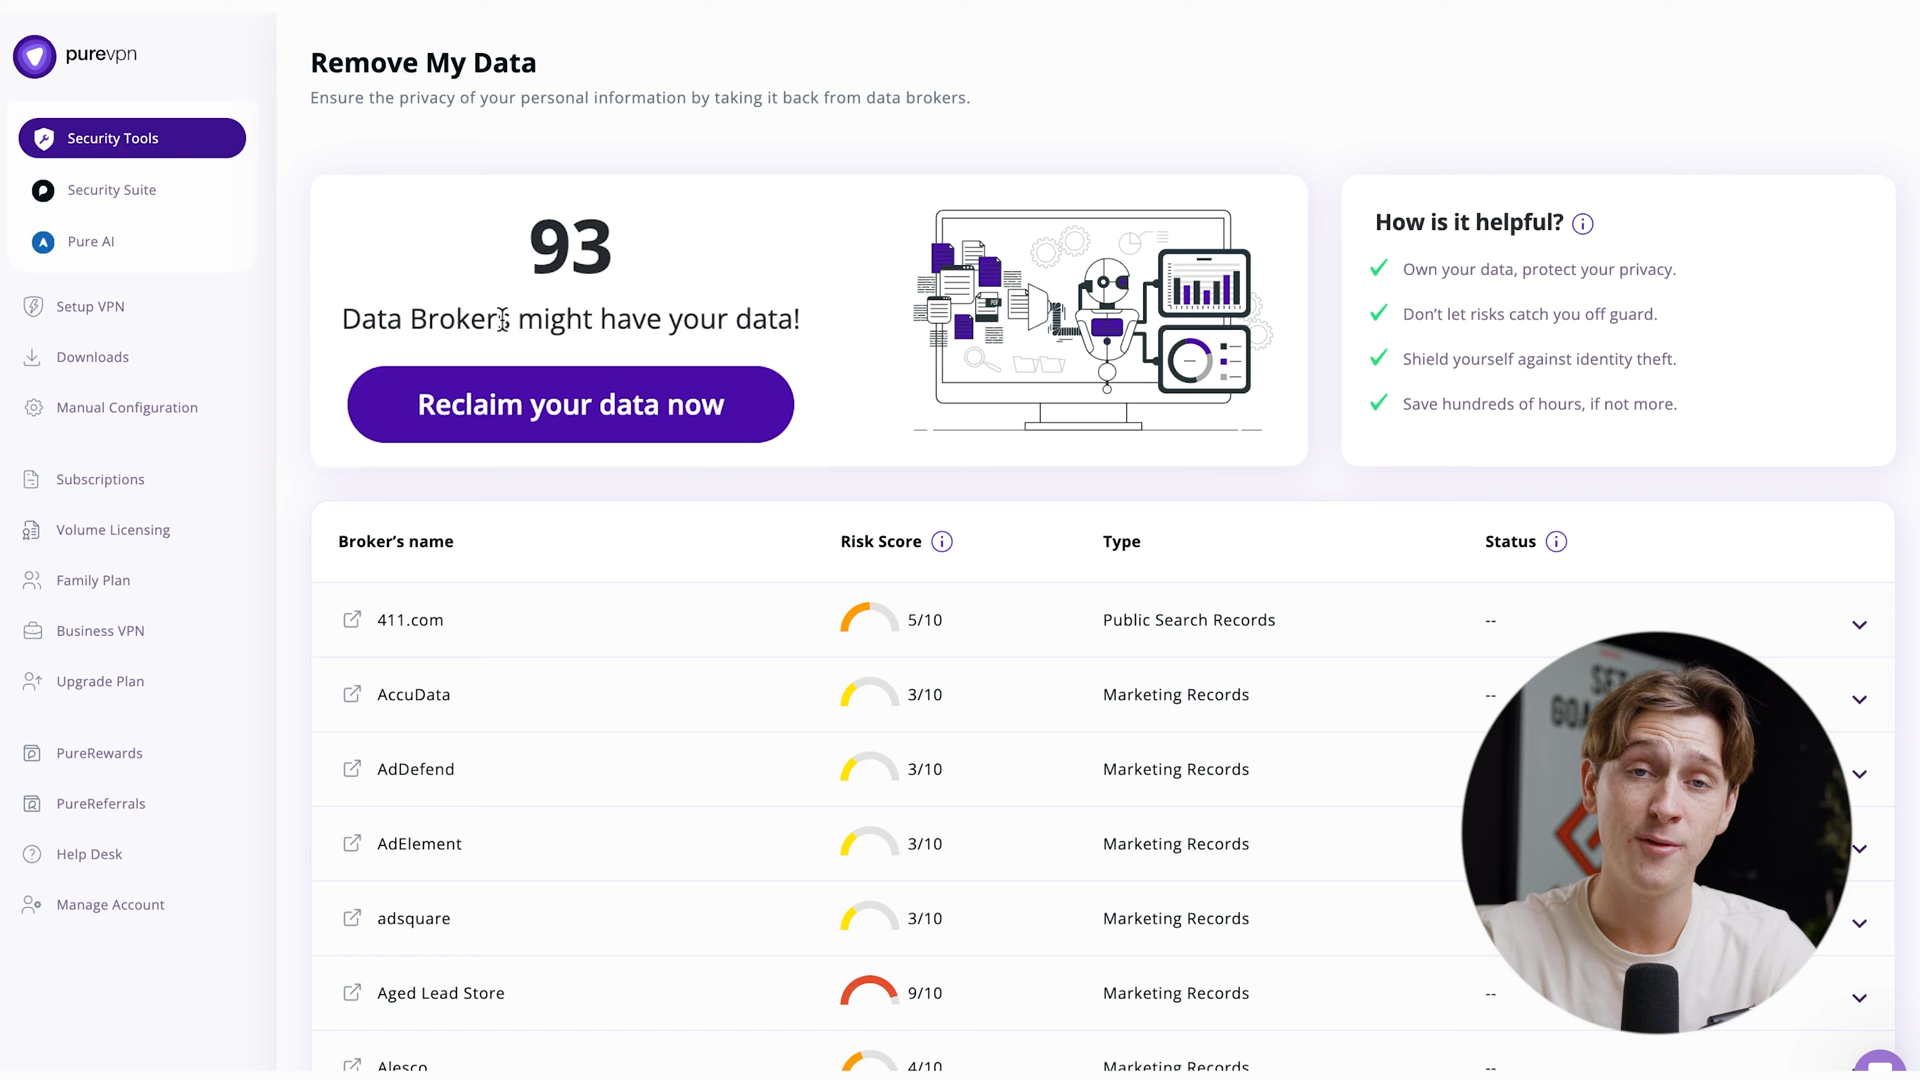 purevpn
Security Tools
Security Suite
Pure AI
Setup VPN
Downloads
Manual Configuration
Subscriptions
Volume Licensing
Family Plan
Business VPN
Upgrade Plan
PureRewards
PureReferrals
Help Desk
Manage Account
Remove My Data
Ensure the privacy of your personal information by taking it back from data brokers.
93
Data Brokers might have your data!
Reclaim your data now
PDF
How is it helpful?
Own your data, protect your privacy.
Don’t let risks catch you off guard.
Shield yourself against identity theft.
Save hundreds of hours, if not more.
Broker’s name Risk Score Type Status
411.com 5/10 Public Search Records --
AccuData 3/10 Marketing Records --
AdDefend 3/10 Marketing Records
AdElement 3/10 Marketing Records
adsquare 3/10 Marketing Records
Aged Lead Store 9/10 Marketing Records --
Alesco 4/10 Marketing Records --
SET